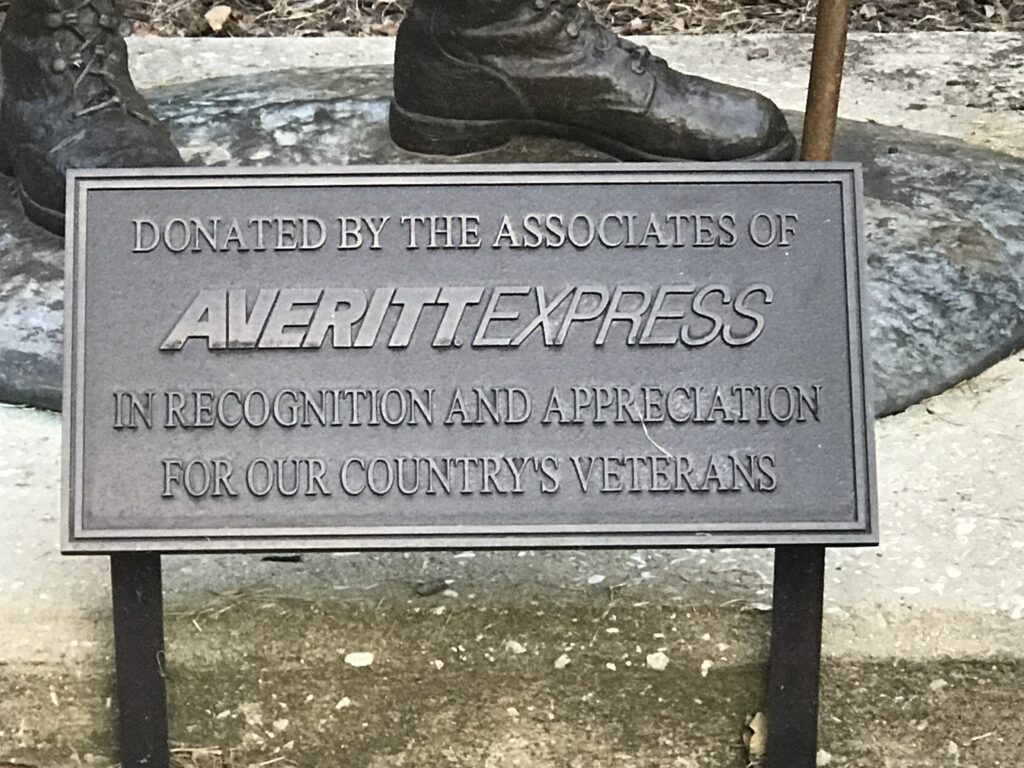 DONATED BY THE ASSOCIATES OF
AVERITT EXPRESS
IN RECOGNITION AND APPRECIATION
FOR OUR COUNTRY'S VETERANS